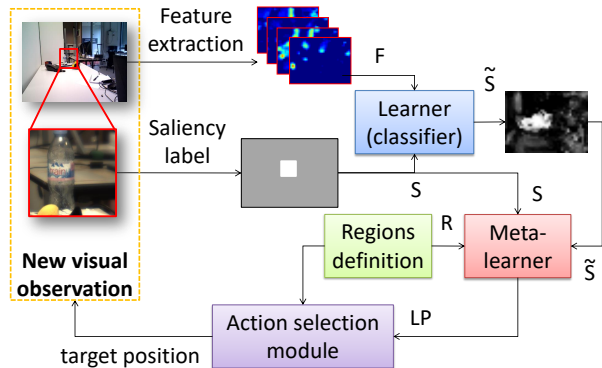 Feature
extraction
F
Learner
(classifier)
S̃
Saliency
label
S
S
New visual
observation
Regions
definition
R
Meta-
learner
S̃
LP
Action selection
module
target position